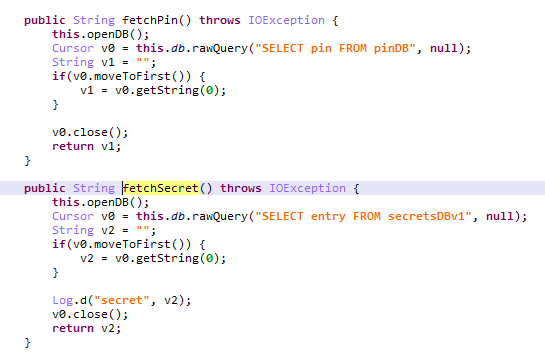 public String fetchPin() throws IOException {
this.openDB();
Cursor v0 = this.db.rawQuery("SELECT pin FROM pinDB", null);
String v1 = "";
if(v0.moveToFirst()) {
v1 = v0.getString(0);
}
v0.close();
return v1;
}
public String fetchSecret() throws IOException {
this.openDB();
Cursor v0 = this.db.rawQuery("SELECT entry FROM secretsDBv1", null);
String v2 = "";
if(v0.moveToFirst()) {
v2 = v0.getString(0);
}
Log.d("secret", v2);
v0.close();
return v2;
}